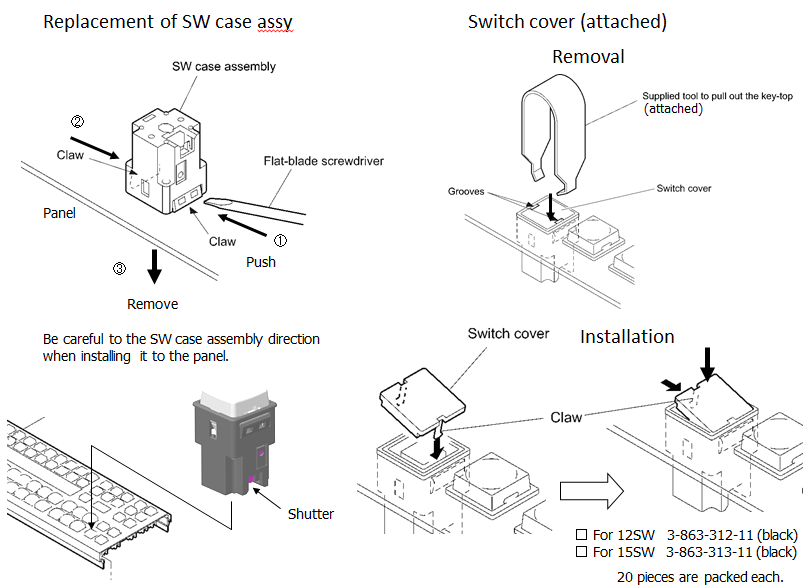 Replacement of SW case assy
SW case assembly
②
Claw
Flat-blade screwdriver
Panel
Claw
①
Push
③
Remove
Be careful to the SW case assembly direction
when installing it to the panel.
Shutter
Switch cover (attached)
Removal
Supplied tool to pull out the key-top
(attached)
Grooves
Switch cover
Installation
Switch cover
Claw
☐ For 12SW 3-863-312-11 (black)
☐ For 15SW 3-863-313-11 (black)
20 pieces are packed each.